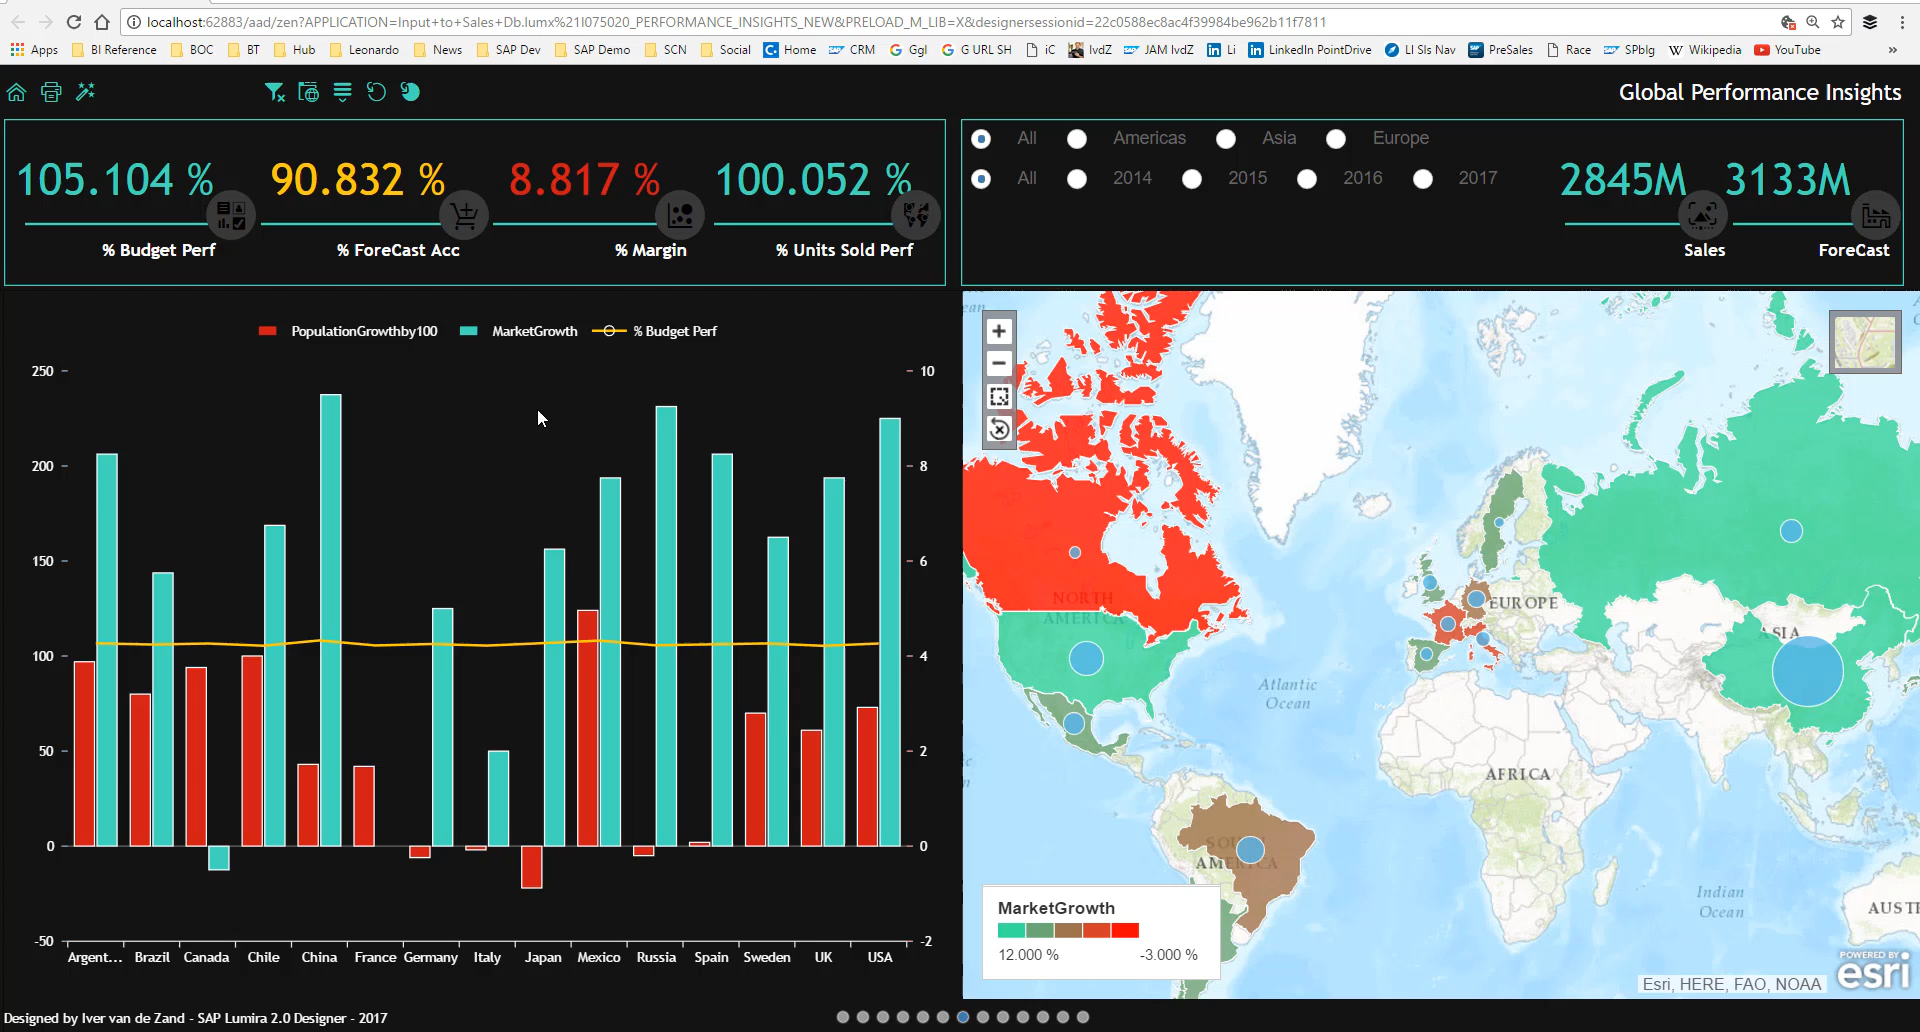 localhost:62883/aad/zen?APPLICATION=Input+to+Sales+Db.lumx%21I075020_PERFORMANCE_INSIGHTS_NEW&PRELOAD_M_LIB=X&designersessionid=22c0588ec8ac4f39984be962b11f7811
Apps BI Reference BOC BT Hub Leonardo News SAP Dev SAP Demo SCN Social Home CRM Ggl G URL SH iC IvdZ JAM IvdZ Li LinkedIn PointDrive LI Sls Nav PreSales Race SPblg Wikipedia YouTube »
Global Performance Insights
All Americas Asia Europe
All 2014 2015 2016 2017
105.104 % 90.832 % 8.817 % 100.052 % 2845M 3133M
% Budget Perf % ForeCast Acc % Margin % Units Sold Perf Sales ForeCast
PopulationGrowthby100 MarketGrowth % Budget Perf
250 10
200 8
150 6
100 4
50 2
0 0
-50 -2
Argent... Brazil Canada Chile China France Germany Italy Japan Mexico Russia Spain Sweden UK USA
NORTH
AMERICA
EUROPE
ASIA
Atlantic
Ocean
AFRICA
SOUTH
AMERICA
Indian
Ocean
AUST
MarketGrowth
12.000 % -3.000 %
POWERED BY
esri
Esri, HERE, FAO, NOAA
Designed by Iver van de Zand - SAP Lumira 2.0 Designer - 2017